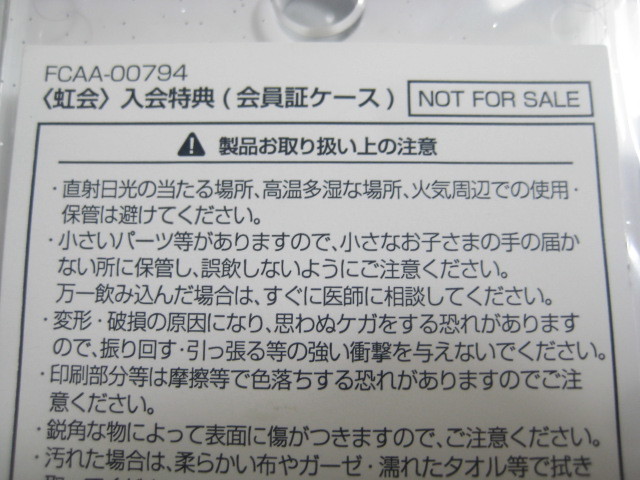 FCAA-00794
〈虹会〉入会特典(会員証ケース) NOT FOR SALE
製品お取り扱い上の注意
・直射日光の当たる場所、高温多湿な場所、火気周辺での使用・
保管は避けてください。
・小さいパーツ等がありますので、小さなお子さまの手の届か
ない所に保管し、誤飲しないようにご注意ください。
万一飲み込んだ場合は、すぐに医師に相談してください。
・変形・破損の原因になり、思わぬケガをする恐れがあります
ので、振り回す・引っ張る等の強い衝撃を与えないでください。
・印刷部分等は摩擦等で色落ちする恐れがありますのでご注
意ください。
・鋭角な物によって表面に傷がつきますので、ご注意ください。
・汚れた場合は、柔らかい布やガーゼ・濡れたタオル等で拭き